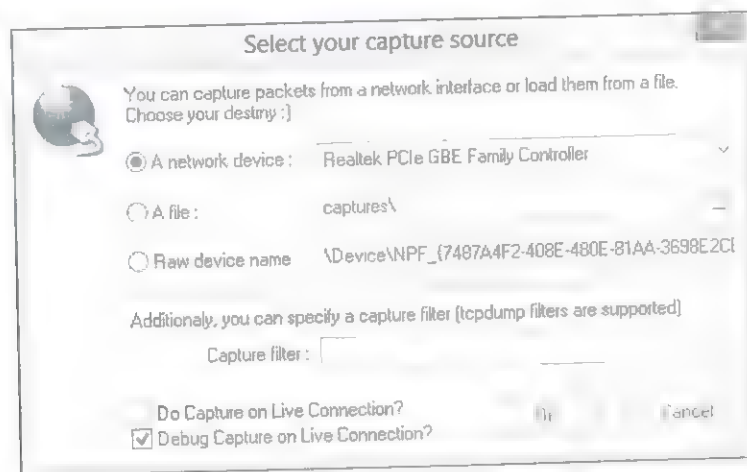 Select your capture source
You can capture packets from a network interface or load them from a file.
Choose your destiny :]
A network device : Realtek PCIe GBE Family Controller
A file : captures\
Raw device name \Device\NPF_{7487A4F2-408E-480E-81AA-3698E2CE
Additionaly, you can specify a capture filter (tcpdump filters are supported)
Capture filter :
Do Capture on Live Connection? Cancel
Debug Capture on Live Connection?